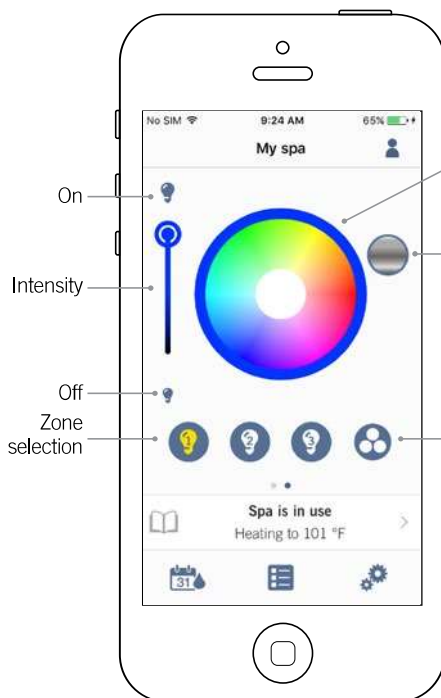 No SIM 9:24 AM 65%
My spa
On
Intensity
Off
Zone
selection
1 2 3
Spa is in use
Heating to 101 °F
31